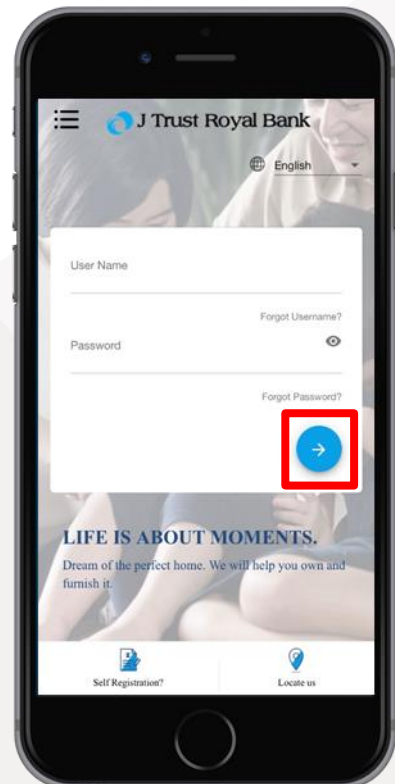 J Trust Royal Bank
English
User Name
Forgot Username?
Password
Forgot Password?
LIFE IS ABOUT MOMENTS.
Dream of the perfect home. We will help you own and
furnish it.
Self Registration?
Locate us